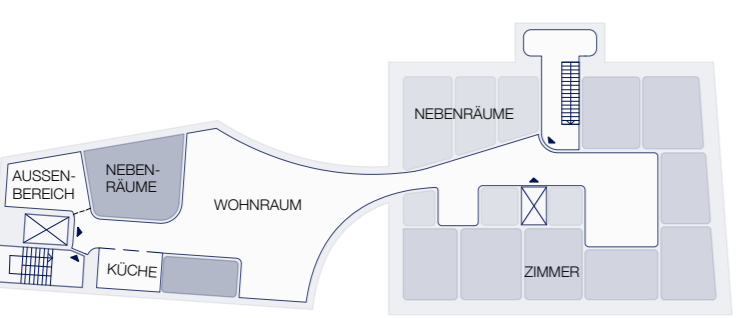 NEBENRÄUME
AUSSEN-
BEREICH
NEBEN-
RÄUME
WOHNRAUM
KÜCHE
ZIMMER